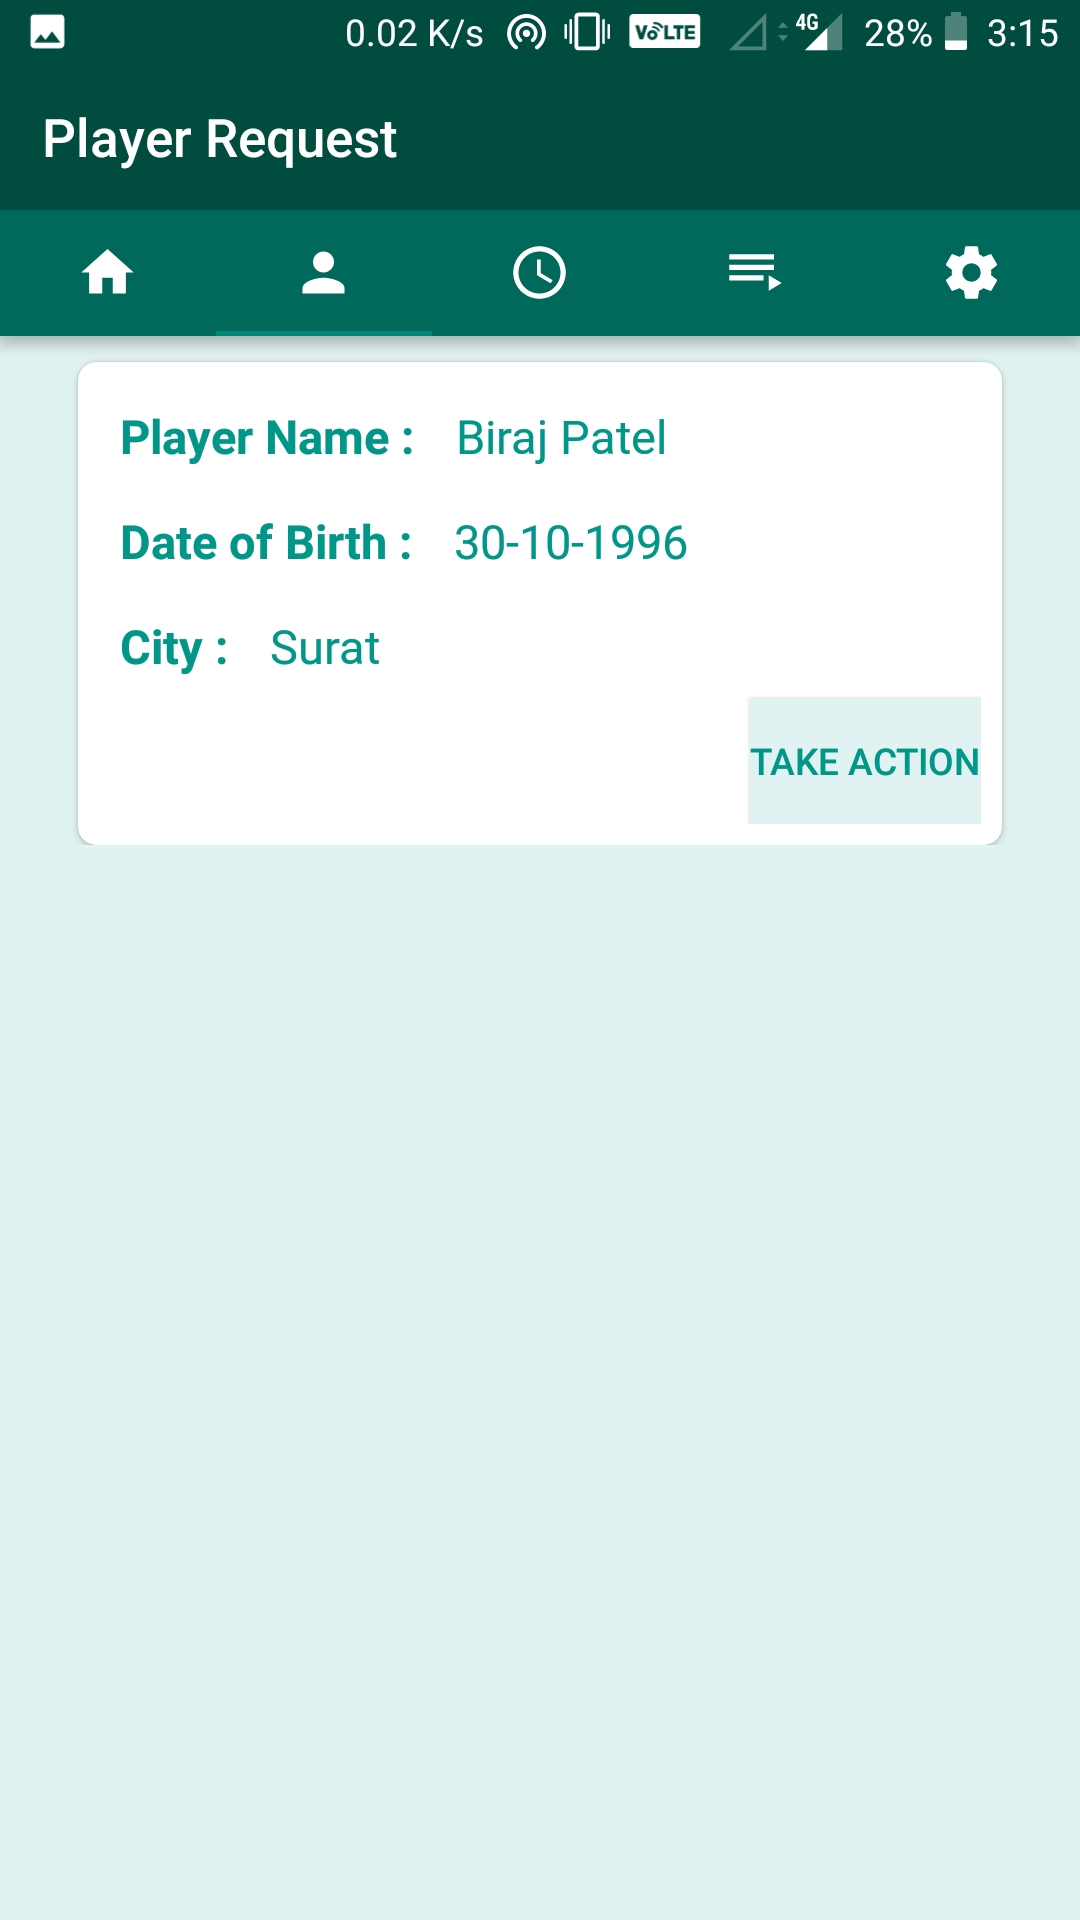 0.02 K/s VoLTE 4G 28% 3:15
Player Request
Player Name : Biraj Patel
Date of Birth : 30-10-1996
City : Surat
TAKE ACTION